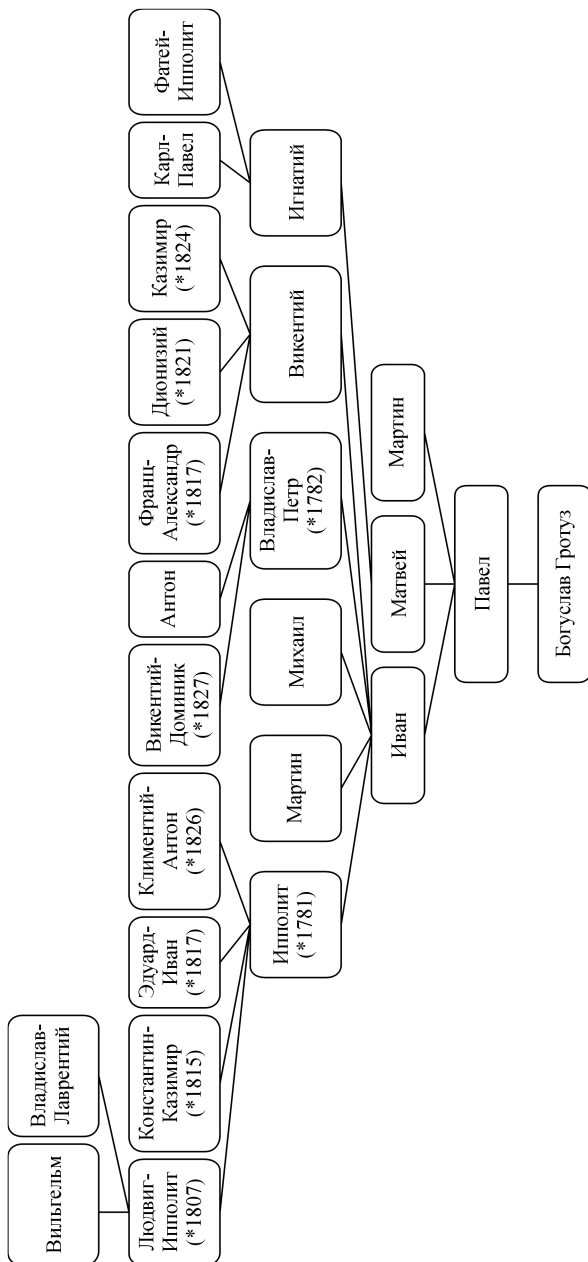 Вильгельм
Владислав-
Лаврентий
Людвиг-
Ипполит
(*1807)
Константин-
Казимир
(*1815)
Эдуард-
Иван
(*1817)
Климентий-
Антон
(*1826)
Викентий-
Доминик
(*1827)
Антон
Франц-
Александр
(*1817)
Дионизий
(*1821)
Казимир
(*1824)
Карл-
Павел
Фатей-
Ипполит
Ипполит
(*1781)
Мартин
Михаил
Владислав-
Петр
(*1782)
Викентий
Игнатий
Иван
Матвей
Мартин
Павел
Богуслав Гротуз